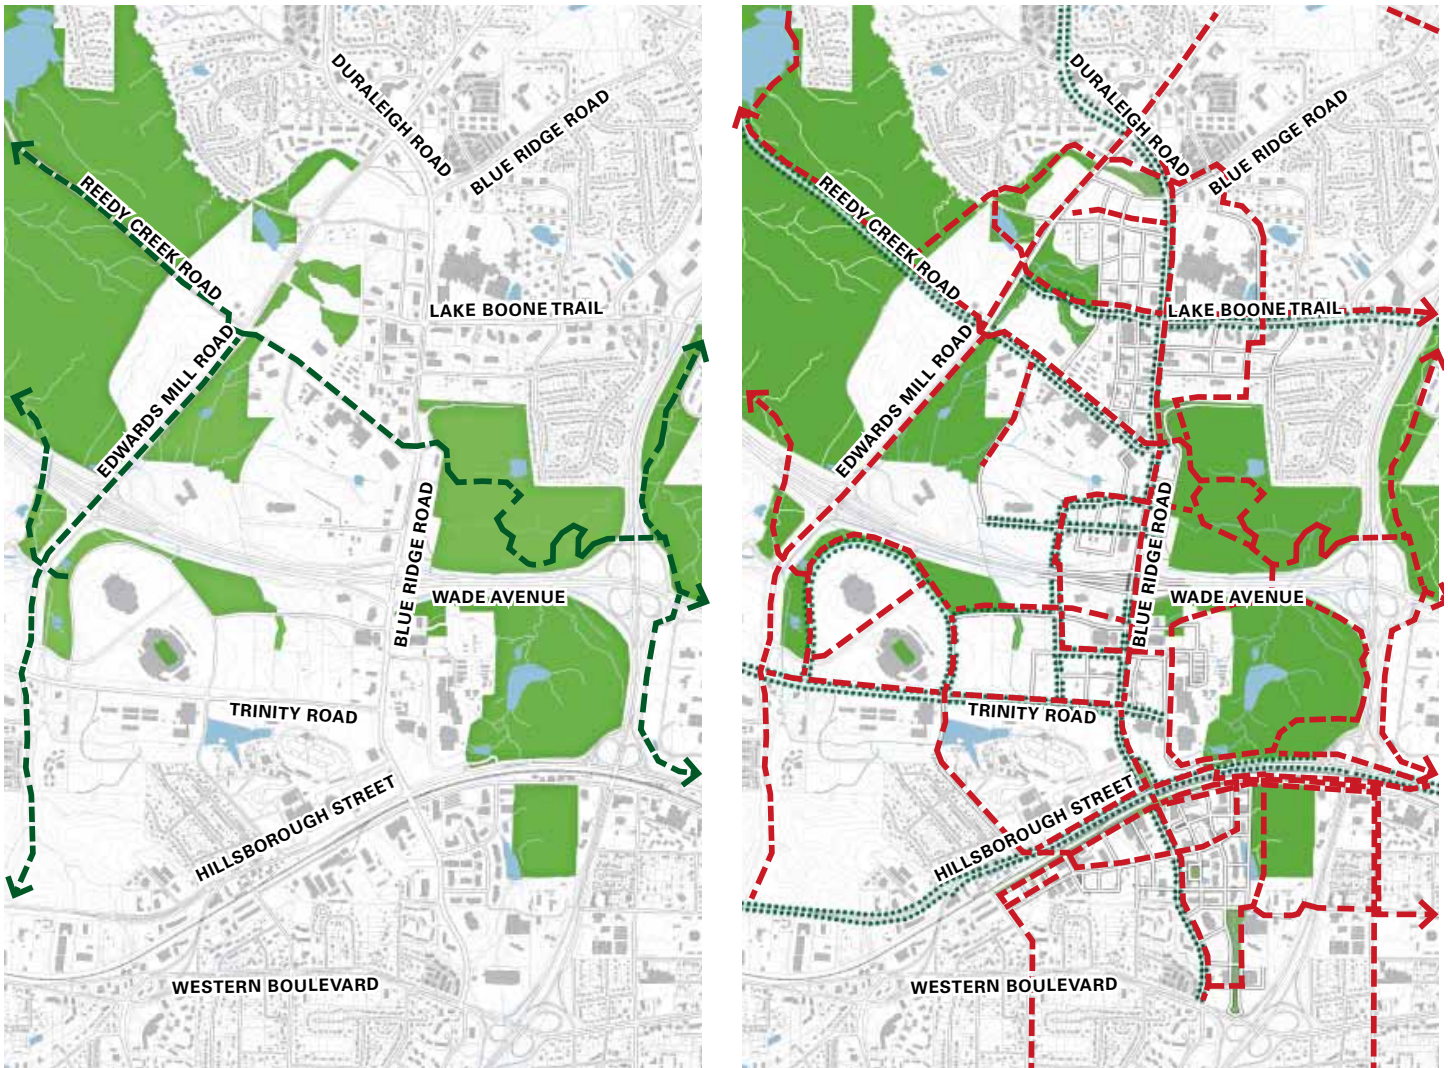 DURALEIGH ROAD
BLUE RIDGE ROAD
REEDY CREEK ROAD
LAKE BOONE TRAIL
EDWARDS MILL ROAD
BLUE RIDGE ROAD
WADE AVENUE
TRINITY ROAD
HILLSBOROUGH STREET
WESTERN BOULEVARD
DURALEIGH ROAD
BLUE RIDGE ROAD
REEDY CREEK ROAD
LAKE BOONE TRAIL
EDWARDS MILL ROAD
BLUE RIDGE ROAD
WADE AVENUE
TRINITY ROAD
HILLSBOROUGH STREET
WESTERN BOULEVARD